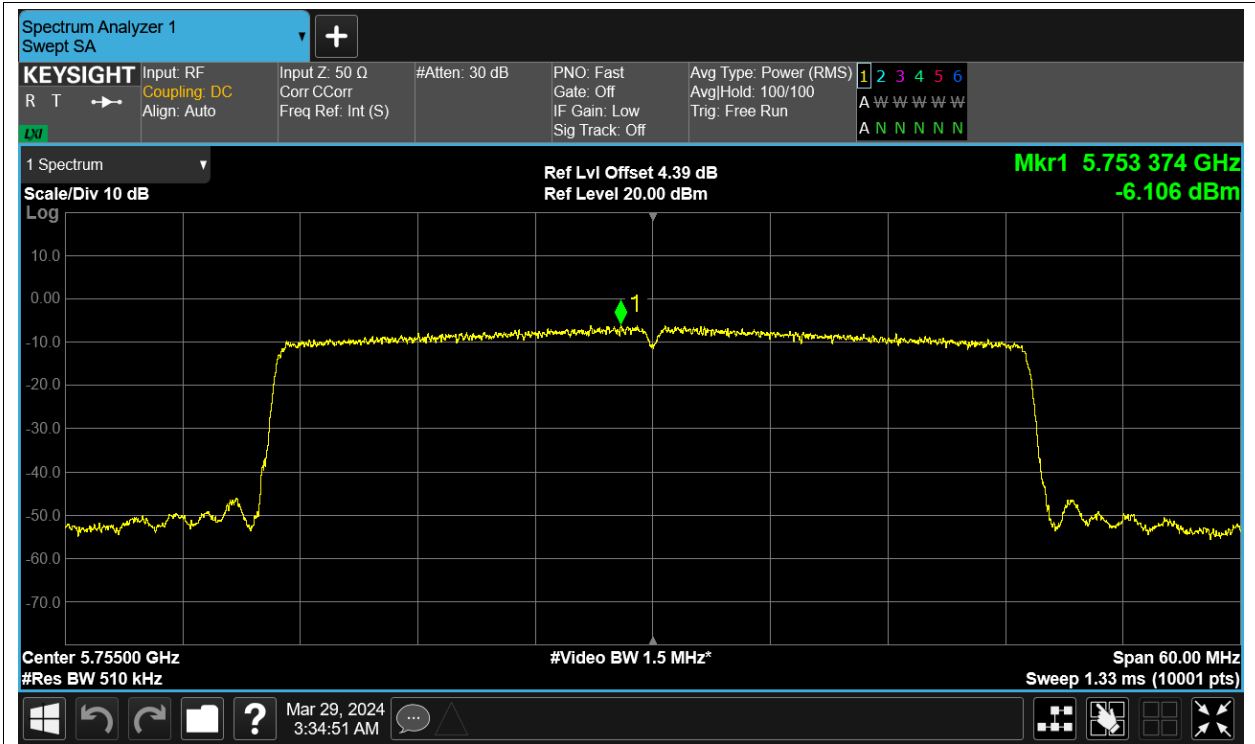 Spectrum Analyzer 1
Swept SA
KEYSIGHT
R T
LXI
Input: RF
Coupling: DC
Align: Auto
Input Z: 50 Ω
Corr CCorr
Freq Ref: Int (S)
#Atten: 30 dB
PNO: Fast
Gate: Off
IF Gain: Low
Sig Track: Off
Avg Type: Power (RMS)
Avg|Hold: 100/100
Trig: Free Run
1 2 3 4 5 6
A W W W W W
A N N N N N
1 Spectrum
Scale/Div 10 dB
Ref Lvl Offset 4.39 dB
Ref Level 20.00 dBm
Mkr1 5.753 374 GHz
-6.106 dBm
Log
10.0
0.00
-10.0
-20.0
-30.0
-40.0
-50.0
-60.0
-70.0
1
Center 5.75500 GHz
#Video BW 1.5 MHz*
Span 60.00 MHz
#Res BW 510 kHz
Sweep 1.33 ms (10001 pts)
?
Mar 29, 2024
3:34:51 AM